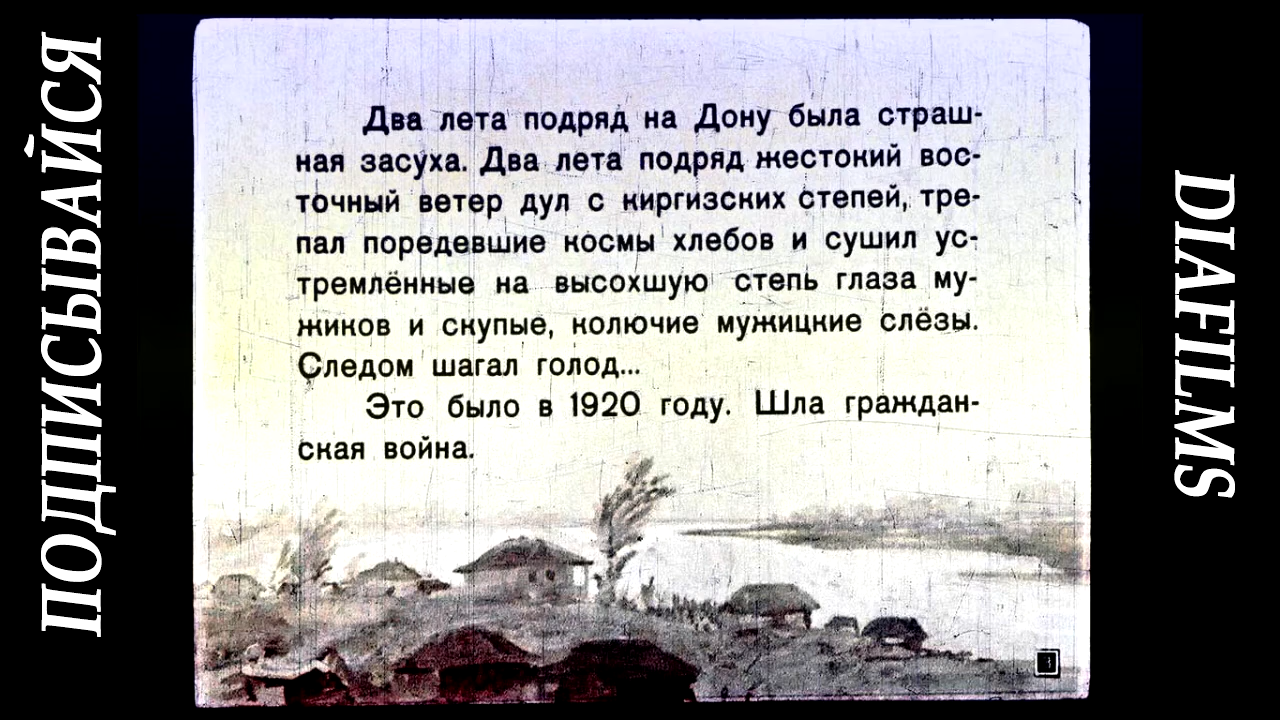 ПОДПИСЫВАЙСЯ
Два лета подряд на Дону была страш-
ная засуха. Два лета подряд жестокий вос-
точный ветер дул с киргизских степей, тре-
пал поредевшие космы хлебов и сушил ус-
тремлённые на высохшую степь глаза му-
жиков и скупые, колючие мужицкие слёзы.
Следом шагал голод...
Это было в 1920 году. Шла граждан-
ская война.
DIAFILMS